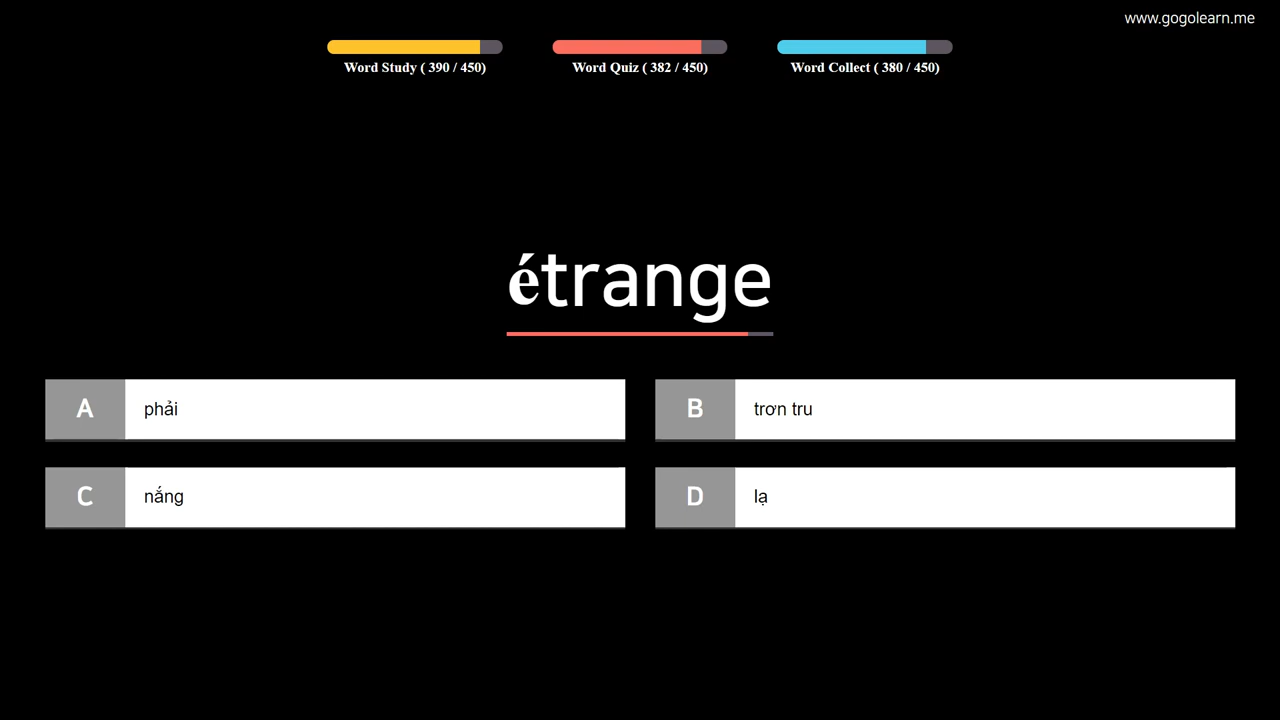 www.gogolearn.me
Word Study ( 390 / 450)
Word Quiz ( 382 / 450)
Word Collect ( 380 / 450)
étrange
A phải
B trơn tru
C nắng
D lạ